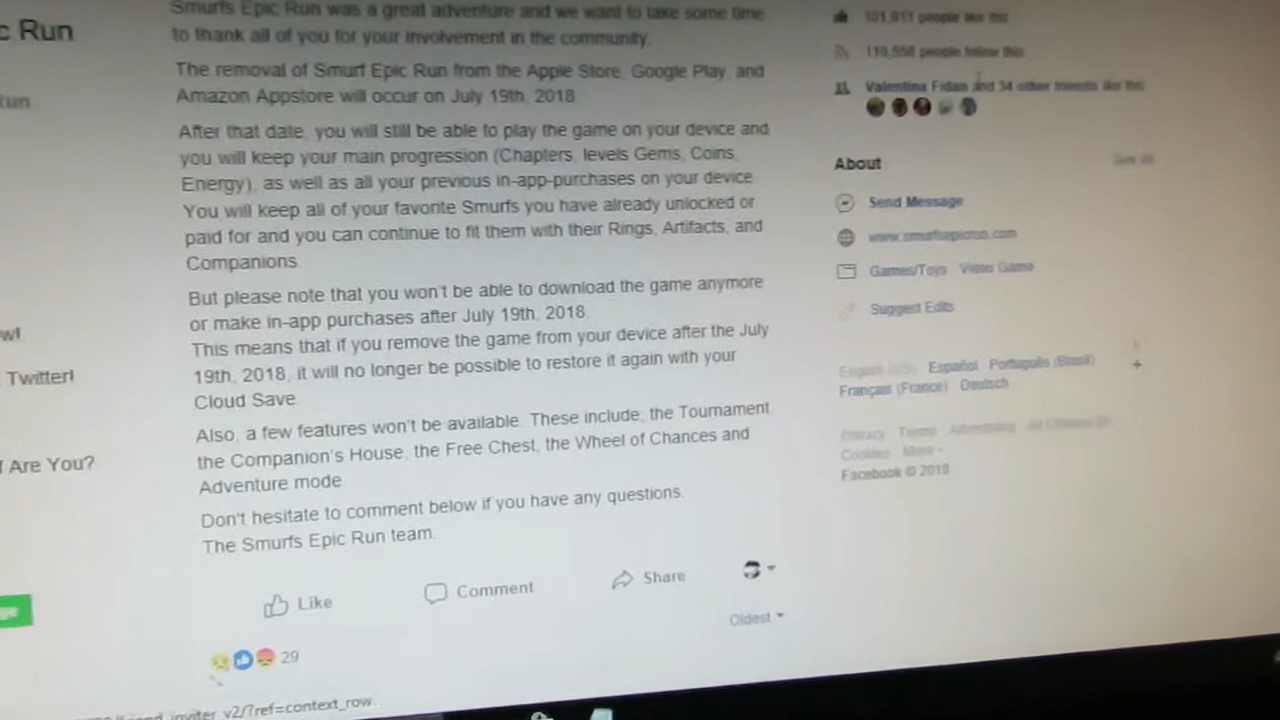 c Run
Smurfs Epic Run was a great adventure and we want to take some time
to thank all of you for your involvement in the community.
The removal of Smurf Epic Run from the Apple Store, Google Play, and
Amazon Appstore will occur on July 19th, 2018
After that date, you will still be able to play the game on your device and
you will keep your main progression (Chapters, levels Gems, Coins,
Energy), as well as all your previous in-app-purchases on your device
You will keep all of your favorite Smurfs you have already unlocked or
paid for and you can continue to fit them with their Rings, Artifacts, and
Companions.
But please note that you won't be able to download the game anymore
or make in-app purchases after July 19th, 2018.
This means that if you remove the game from your device after the July
19th, 2018, it will no longer be possible to restore it again with your
Cloud Save.
Also, a few features won't be available. These include, the Tournament
the Companion's House, the Free Chest, the Wheel of Chances and
Adventure mode.
Don't hesitate to comment below if you have any questions.
The Smurfs Epic Run team.
Like Comment Share
Oldest
29
Twitter!
Are You?
people like this
people follow this
Valentina Fidan and 34 other friends like this
About See All
Send Message
www.smurfsepicrun.com
Games/Toys Video Game
Suggest Edits
English (US) Español Português (Brasil)
Français (France) Deutsch
Privacy Terms Advertising
Cookies More
Facebook © 2018
inviter_v2/?ref=context_row...